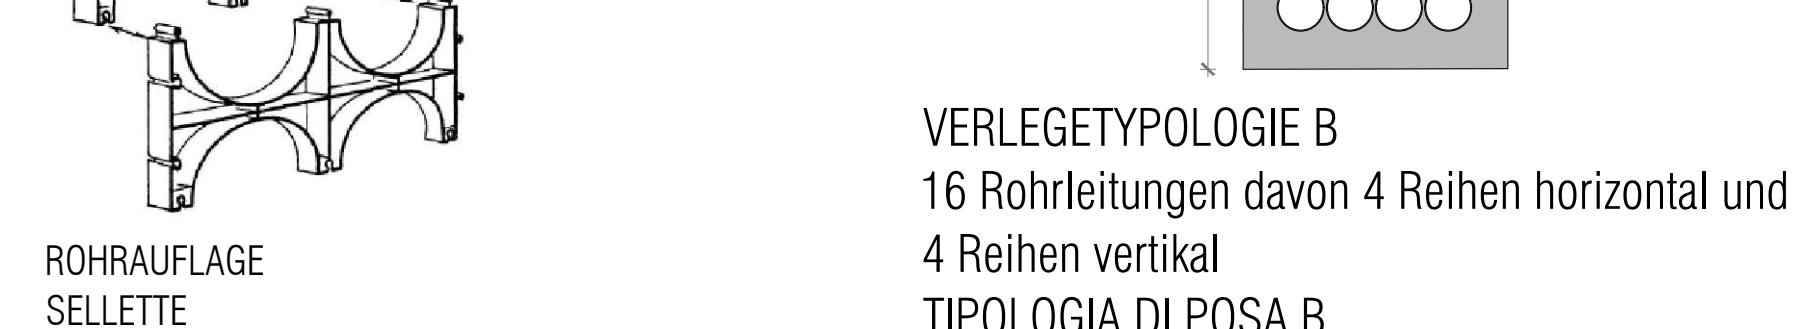 ROHRAUFLAGE
SELLETTE
VERLEGETYPOLOGIE B
16 Rohrleitungen davon 4 Reihen horizontal und
4 Reihen vertikal
TIPOLOGIA DI POSA B